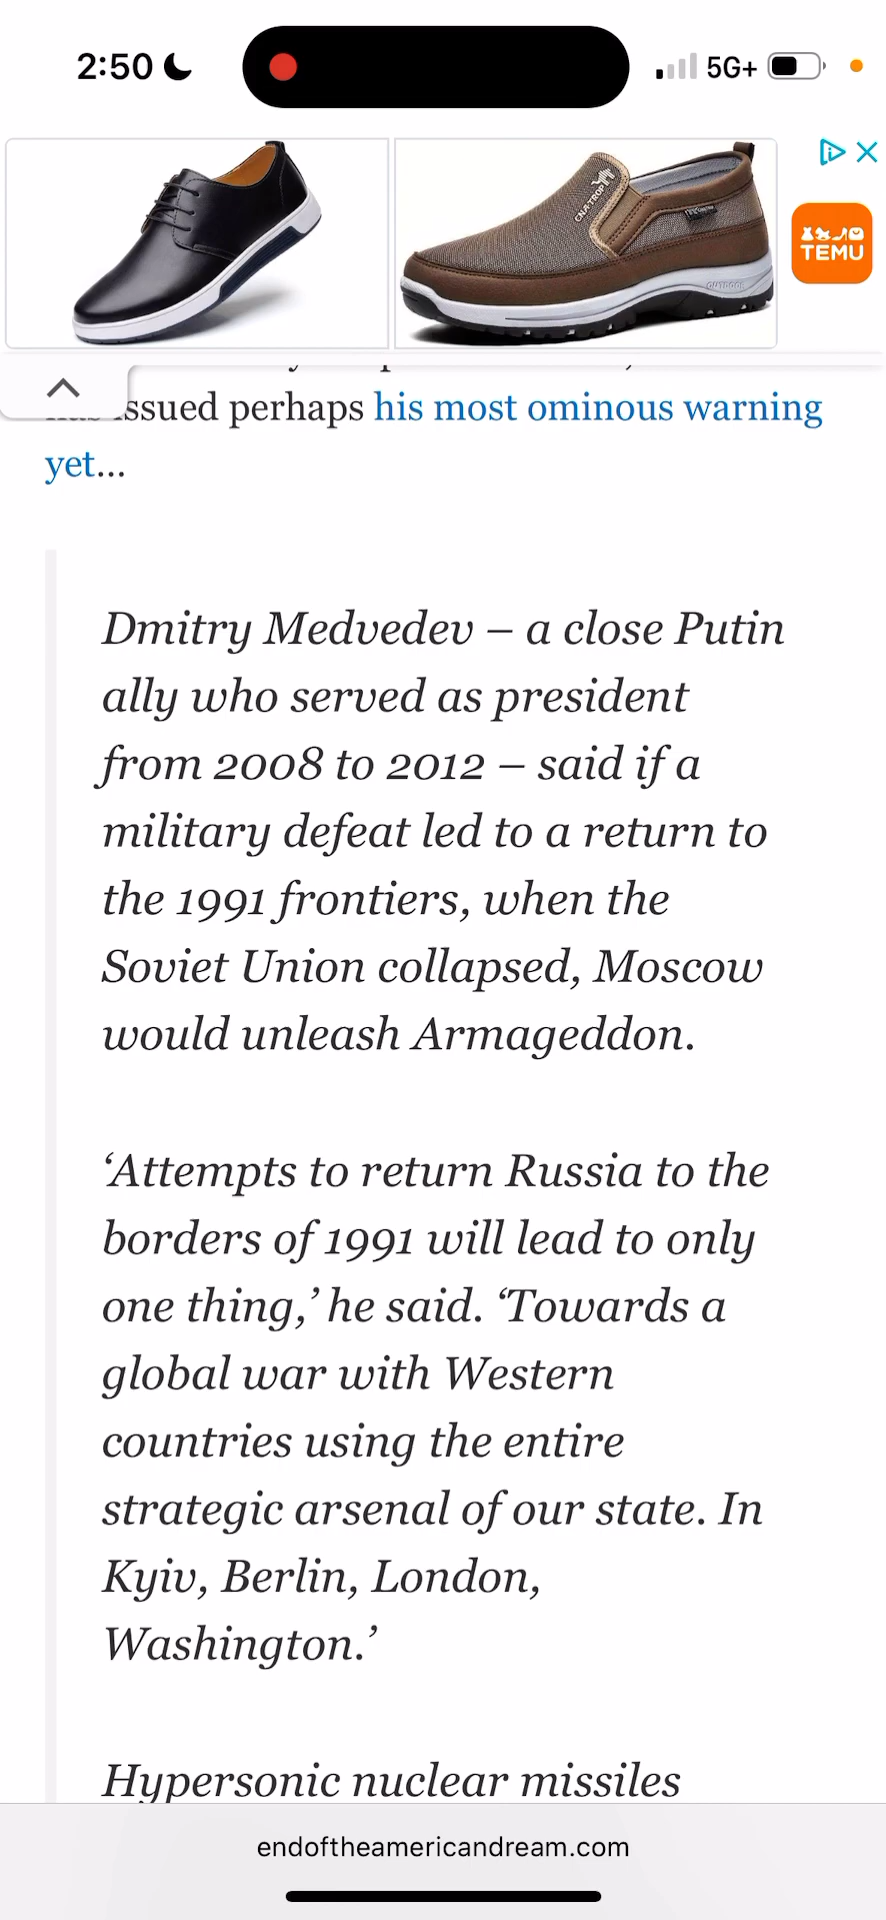 2:50
5G+
CNATROP
OUTDOOR
TEMU
issued perhaps his most ominous warning
yet...
Dmitry Medvedev – a close Putin
ally who served as president
from 2008 to 2012 – said if a
military defeat led to a return to
the 1991 frontiers, when the
Soviet Union collapsed, Moscow
would unleash Armageddon.
‘Attempts to return Russia to the
borders of 1991 will lead to only
one thing,’ he said. ‘Towards a
global war with Western
countries using the entire
strategic arsenal of our state. In
Kyiv, Berlin, London,
Washington.’
Hypersonic nuclear missiles
endoftheamericandream.com